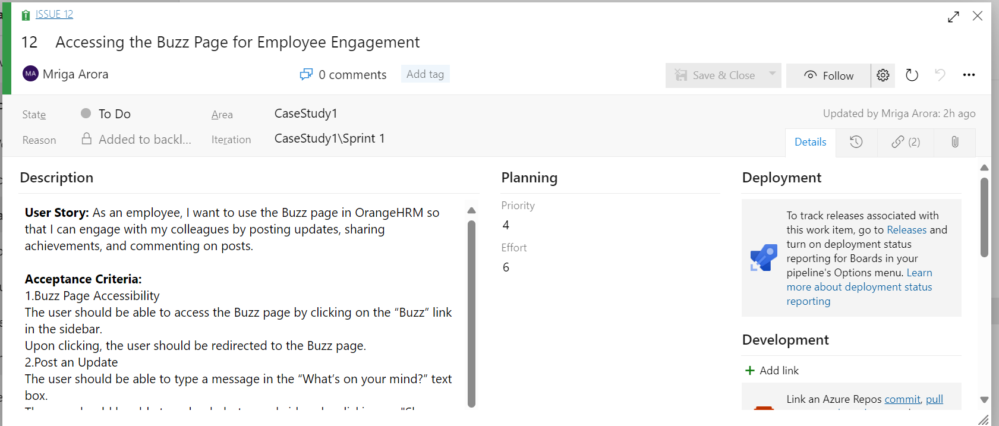 ISSUE 12
12 Accessing the Buzz Page for Employee Engagement
MA Mriga Arora
0 comments
Add tag
Save & Close
Follow
State
To Do
Area
CaseStudy1
Updated by Mriga Arora: 2h ago
Reason
Added to backl...
Iteration
CaseStudy1\Sprint 1
Details
(2)
Description
User Story: As an employee, I want to use the Buzz page in OrangeHRM so
that I can engage with my colleagues by posting updates, sharing
achievements, and commenting on posts.
Acceptance Criteria:
1.Buzz Page Accessibility
The user should be able to access the Buzz page by clicking on the “Buzz” link
in the sidebar.
Upon clicking, the user should be redirected to the Buzz page.
2.Post an Update
The user should be able to type a message in the “What’s on your mind?” text
box.
Planning
Priority
4
Effort
6
Deployment
To track releases associated with
this work item, go to Releases and
turn on deployment status
reporting for Boards in your
pipeline's Options menu. Learn
more about deployment status
reporting
Development
+ Add link
Link an Azure Repos commit, pull